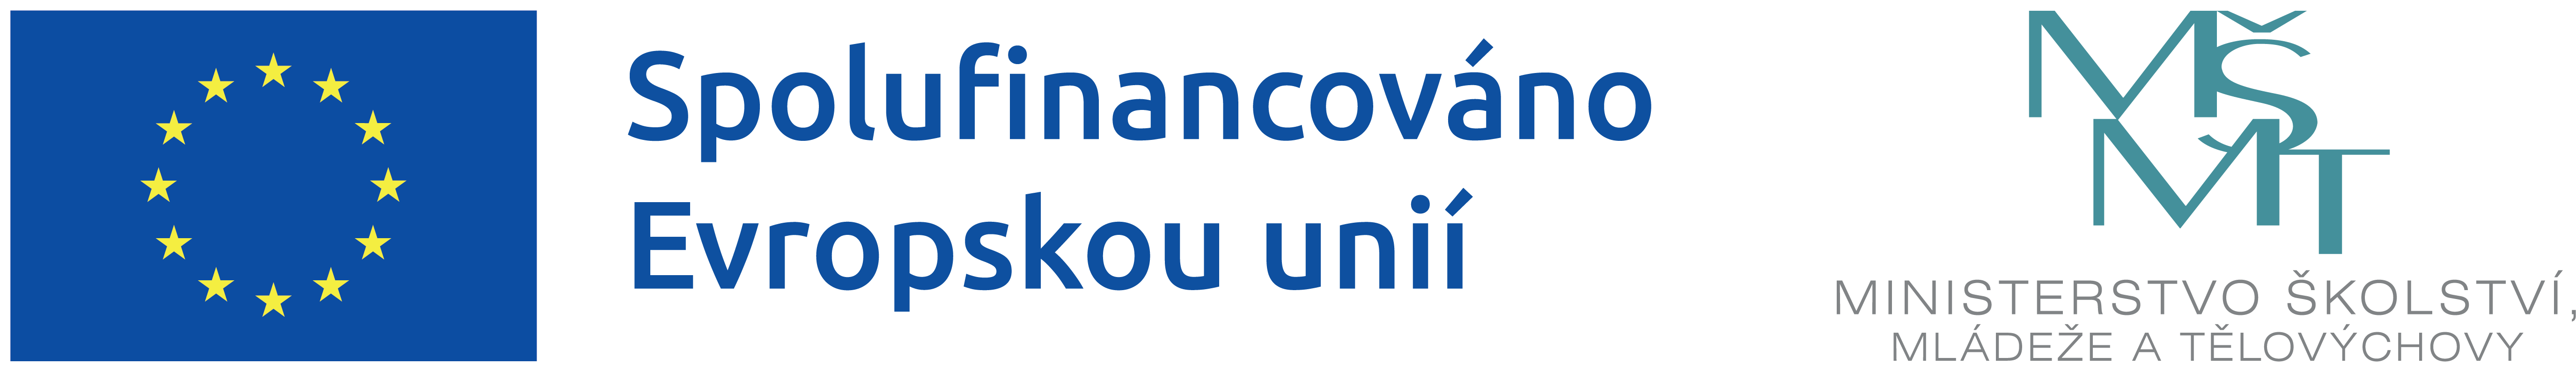 Spolufinancováno
Evropskou unií
MŠMT
MINISTERSTVO ŠKOLSTVÍ,
MLÁDEŽE A TĚLOVÝCHOVY